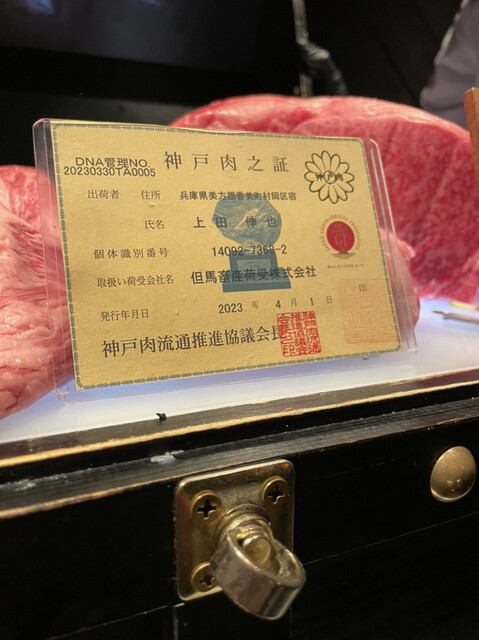 DNA管理NO.
20230330TA0005
神戸肉之証
神戸肉
出荷者 住所 兵庫県美方郡香美町村岡区宿
氏名 上田 伸也
個体識別番号 14092-7368-2
取扱い荷受会社名 但馬畜産荷受株式会社
発行年月日 2023 年 4 月 1 日 印
神戸肉流通推進協議会長